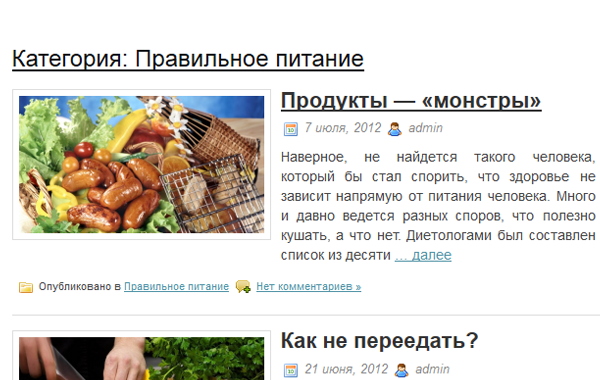 Категория: Правильное питание
Продукты — «монстры»
7 июля, 2012 admin
Наверное, не найдется такого человека,
который бы стал спорить, что здоровье не
зависит напрямую от питания человека. Много
и давно ведется разных споров, что полезно
кушать, а что нет. Диетологами был составлен
список из десяти ... далее
Опубликовано в Правильное питание Нет комментариев »
Как не переедать?
21 июня, 2012 admin